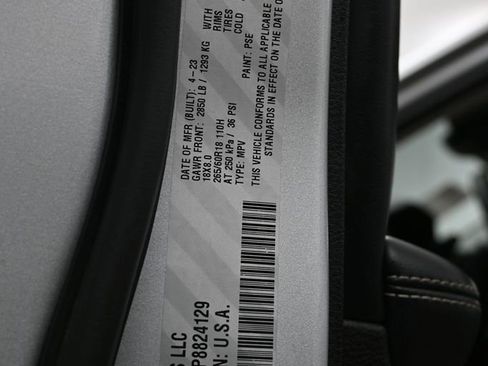 DATE OF MFR (BUILT): 4-23
GAWR FRONT: 2850 LB / 1293 KG WITH
18X8.0 RIMS
265/60R18 110H TIRES
AT 250 kPa / 36 PSI COLD
TYPE: MPV PAINT: PSE
THIS VEHICLE CONFORMS TO ALL APPLICABLE
STANDARDS IN EFFECT ON THE DATE O
LLC
P8824129
N: U.S.A.